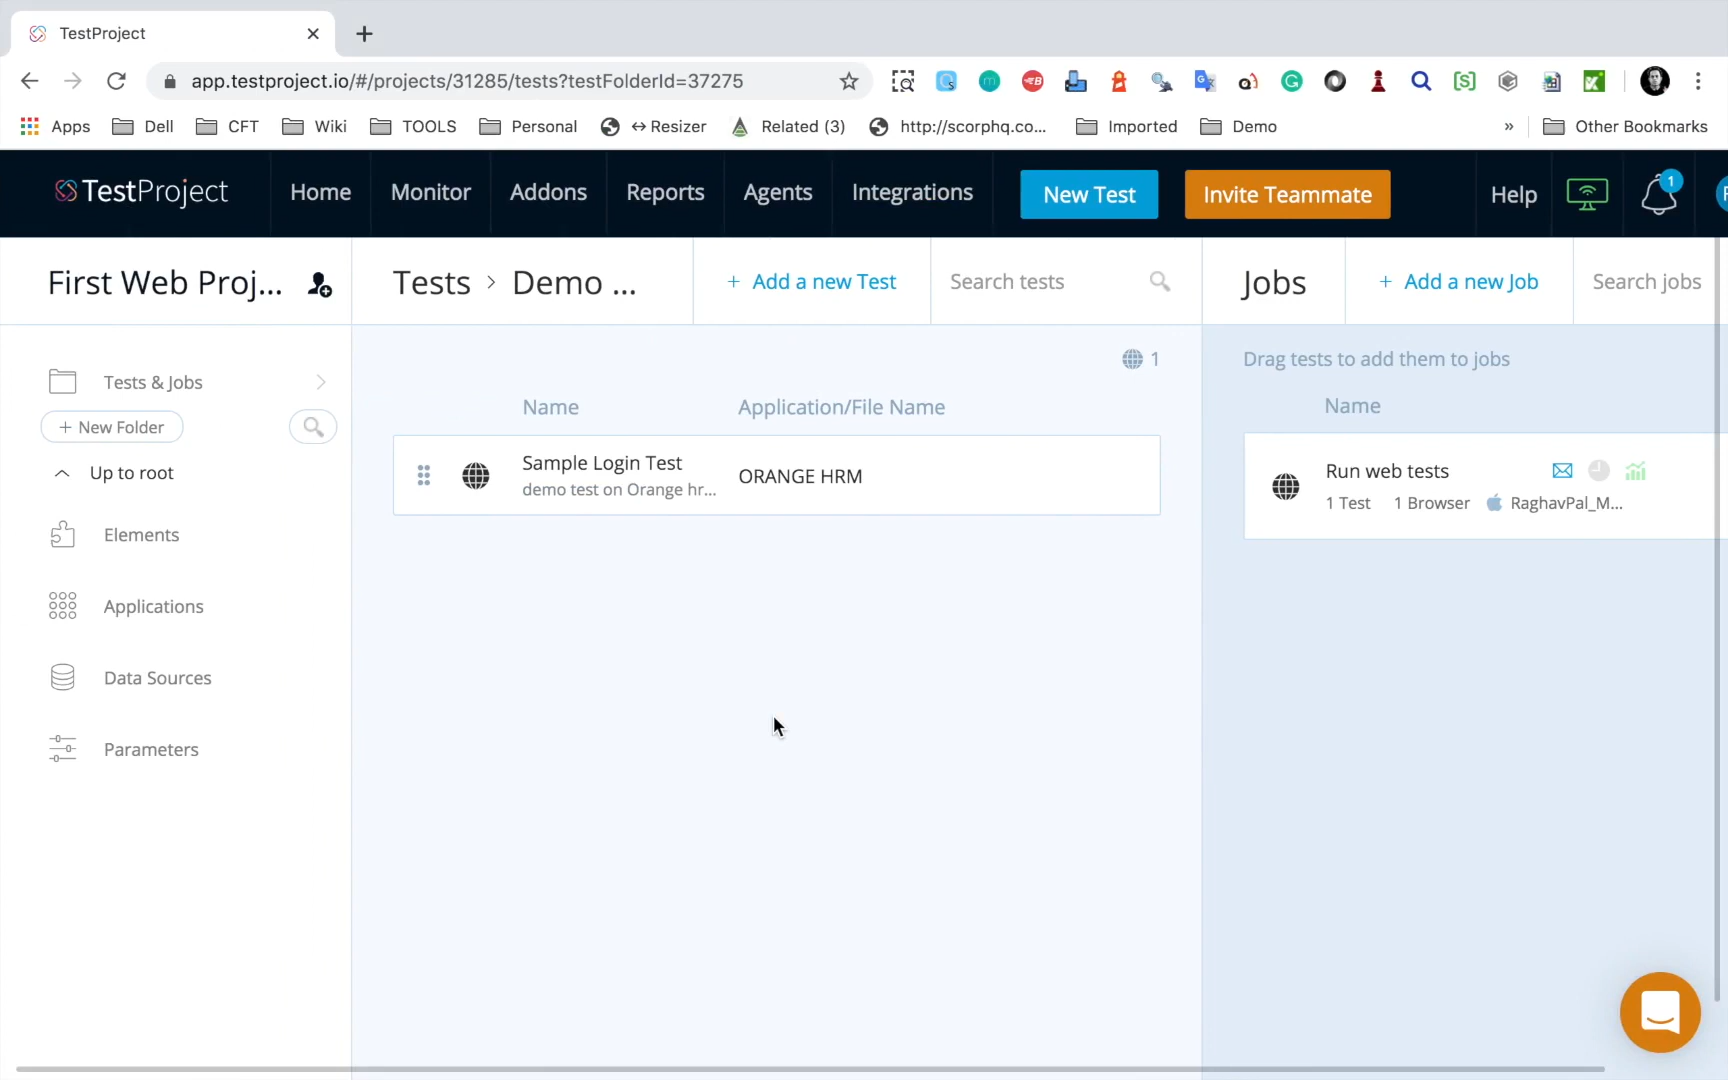 TestProject
app.testproject.io/#/projects/31285/tests?testFolderId=37275
Apps Dell CFT Wiki TOOLS Personal ↔Resizer Related (3) http://scorphq.co... Imported Demo » Other Bookmarks
TestProject Home Monitor Addons Reports Agents Integrations New Test Invite Teammate Help 1
First Web Proj... Tests > Demo ... + Add a new Test Search tests Jobs + Add a new Job Search jobs
1 Drag tests to add them to jobs
Tests & Jobs
Name Application/File Name Name
+ New Folder
Sample Login Test ORANGE HRM Run web tests
demo test on Orange hr... 1 Test 1 Browser RaghavPal_M...
Up to root
Elements
Applications
Data Sources
Parameters